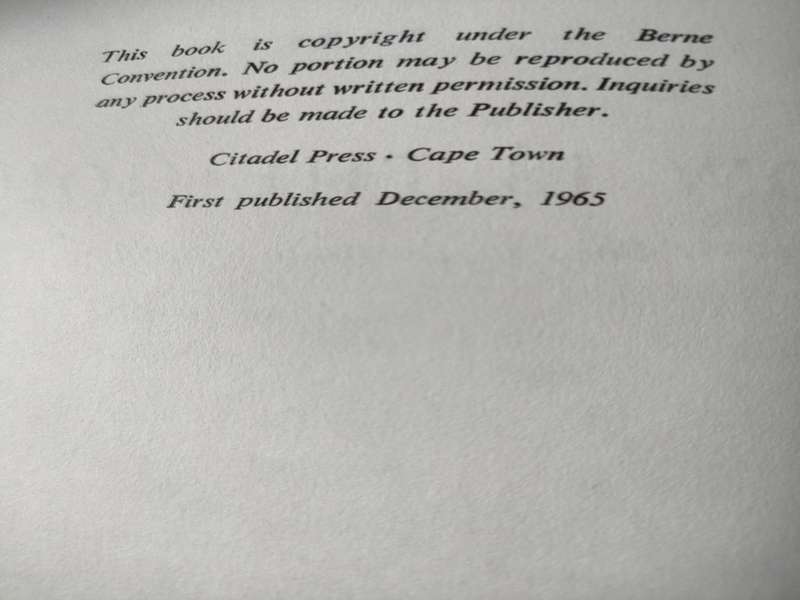 This book is copyright under the Berne
Convention. No portion may be reproduced by
any process without written permission. Inquiries
should be made to the Publisher.
Citadel Press • Cape Town
First published December, 1965